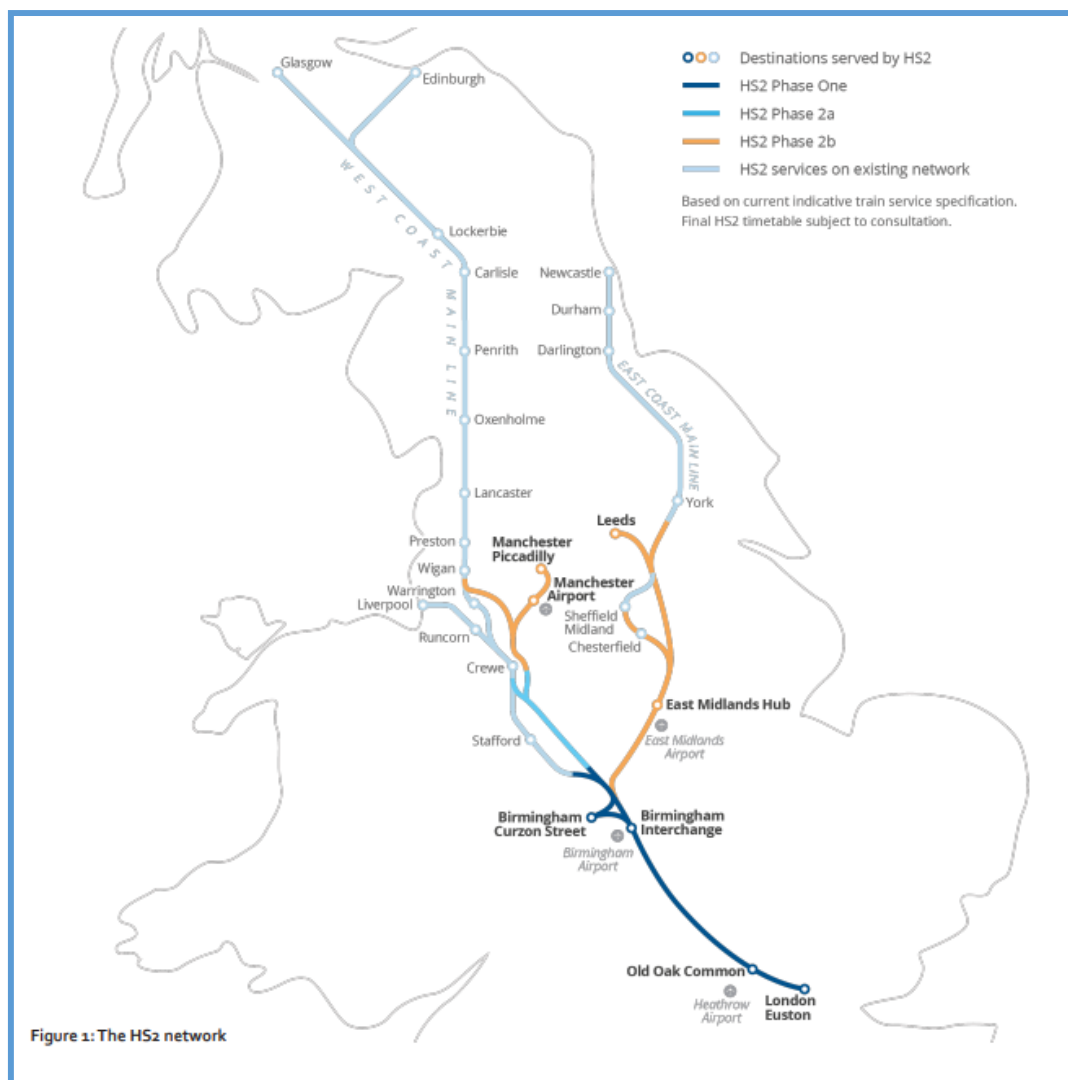 Glasgow
Edinburgh
Destinations served by HS2
HS2 Phase One
HS2 Phase 2a
HS2 Phase 2b
HS2 services on existing network
Based on current indicative train service specification.
Final HS2 timetable subject to consultation.
WEST COAST MAIN LINE
Lockerbie
Carlisle
Newcastle
Durham
Penrith
Darlington
EAST COAST MAIN LINE
Oxenholme
Lancaster
York
Leeds
Preston
Manchester
Piccadilly
Wigan
Manchester
Airport
Warrington
Liverpool
Sheffield
Midland
Runcorn
Chesterfield
Crewe
East Midlands Hub
Stafford
East Midlands
Airport
Birmingham
Curzon Street
Birmingham
Interchange
Birmingham
Airport
Old Oak Common
Heathrow
Airport
London
Euston
Figure 1: The HS2 network